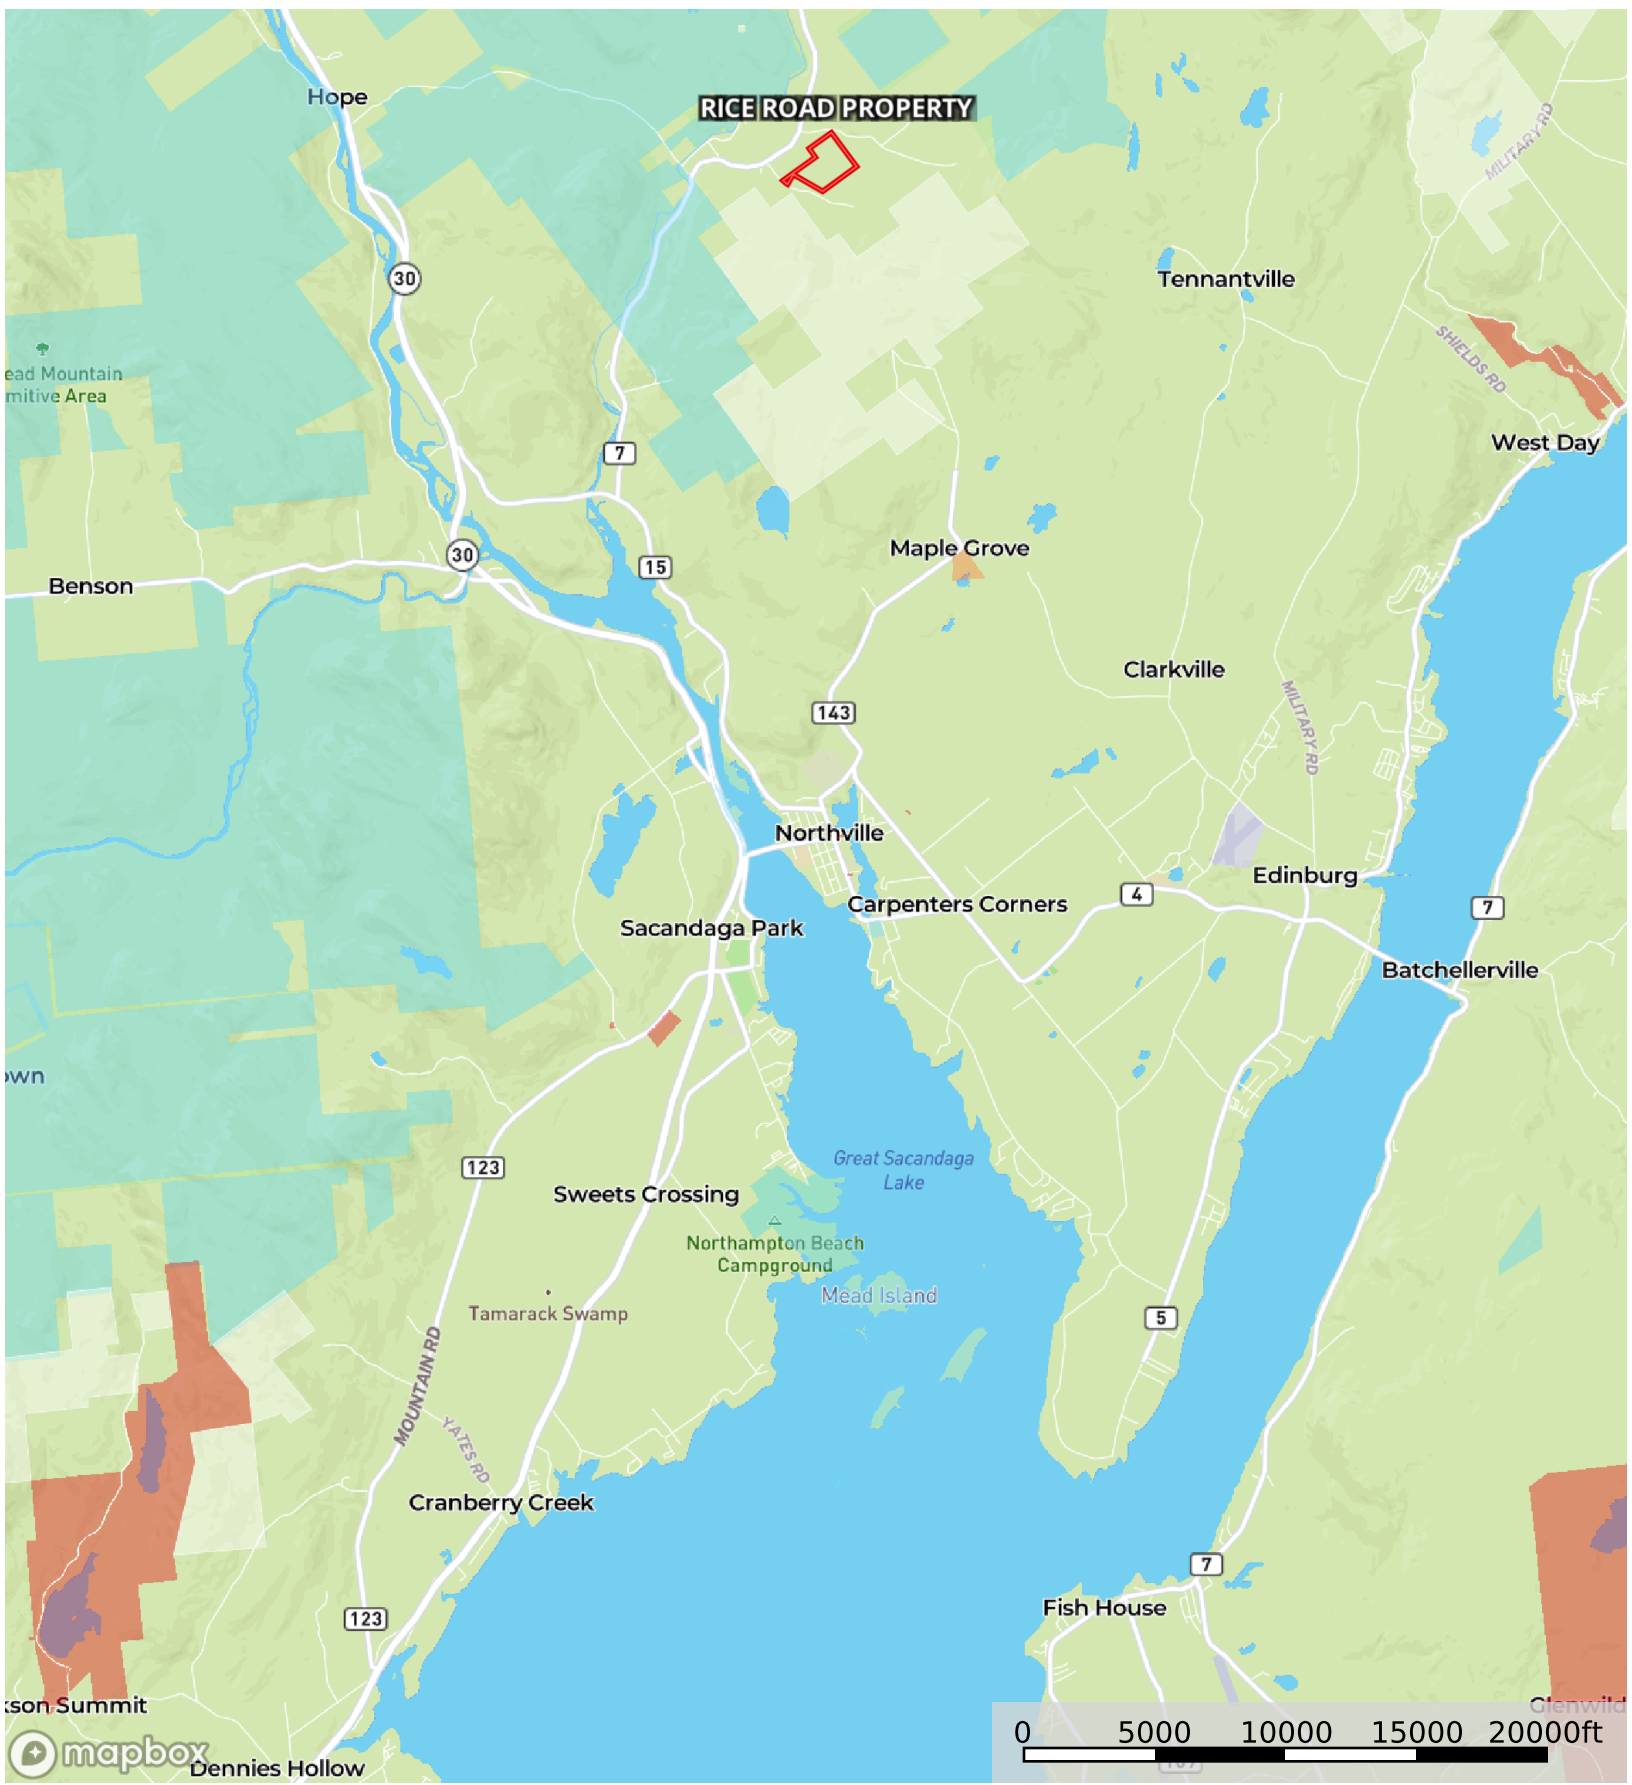 Hope
RICE ROAD PROPERTY
MILITARY RD
30
Tennantville
ead Mountain
mitive Area
SHIELDS RD
West Day
7
30
15
Maple Grove
Benson
Clarkville
143
MILITARY RD
Northville
Edinburg
4
Carpenters Corners
7
Sacandaga Park
Batchellerville
own
123
Great Sacandaga
Lake
Sweets Crossing
Northampton Beach
Campground
Mead Island
Tamarack Swamp
5
MOUNTAIN RD
YATES RD
Cranberry Creek
7
Fish House
123
kson Summit
Glenwild
0 5000 10000 15000 20000ft
mapbox
Dennies Hollow